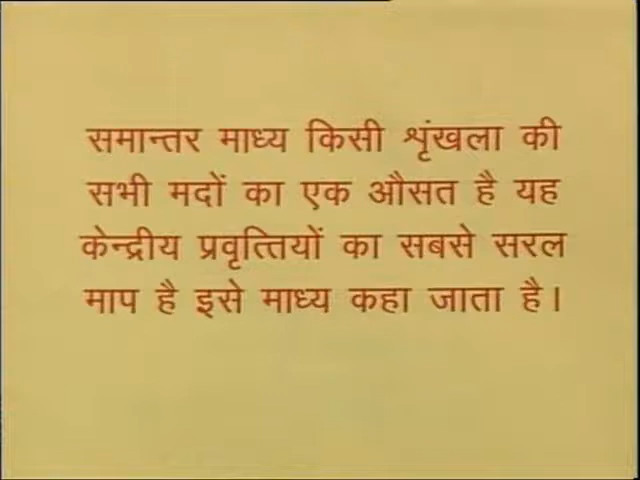 समान्तर माध्य किसी शृंखला की
सभी मदों का एक औसत है यह
केन्द्रीय प्रवृत्तियों का सबसे सरल
माप है इसे माध्य कहा जाता है।